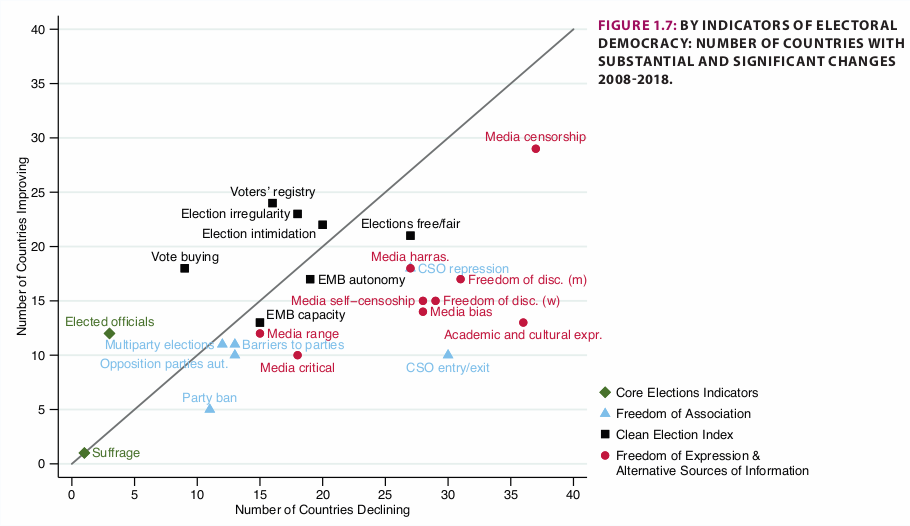 FIGURE 1.7: BY INDICATORS OF ELECTORAL
DEMOCRACY: NUMBER OF COUNTRIES WITH
SUBSTANTIAL AND SIGNIFICANT CHANGES
2008-2018.
Number of Countries Improving
40
35
30
25
20
15
10
5
0
Media censorship
Voters' registry
Election irregularity
Election intimidation
Elections free/fair
Vote buying
Media harras.
CSO repression
EMB autonomy
Freedom of disc. (m)
Media self-censoship
Freedom of disc. (w)
Media bias
EMB capacity
Elected officials
Academic and cultural expr.
Media range
Multiparty elections
Barriers to parties
Opposition parties aut.
Media critical
CSO entry/exit
Party ban
Suffrage
0 5 10 15 20 25 30 35 40
Number of Countries Declining
Core Elections Indicators
Freedom of Association
Clean Election Index
Freedom of Expression &
Alternative Sources of Information